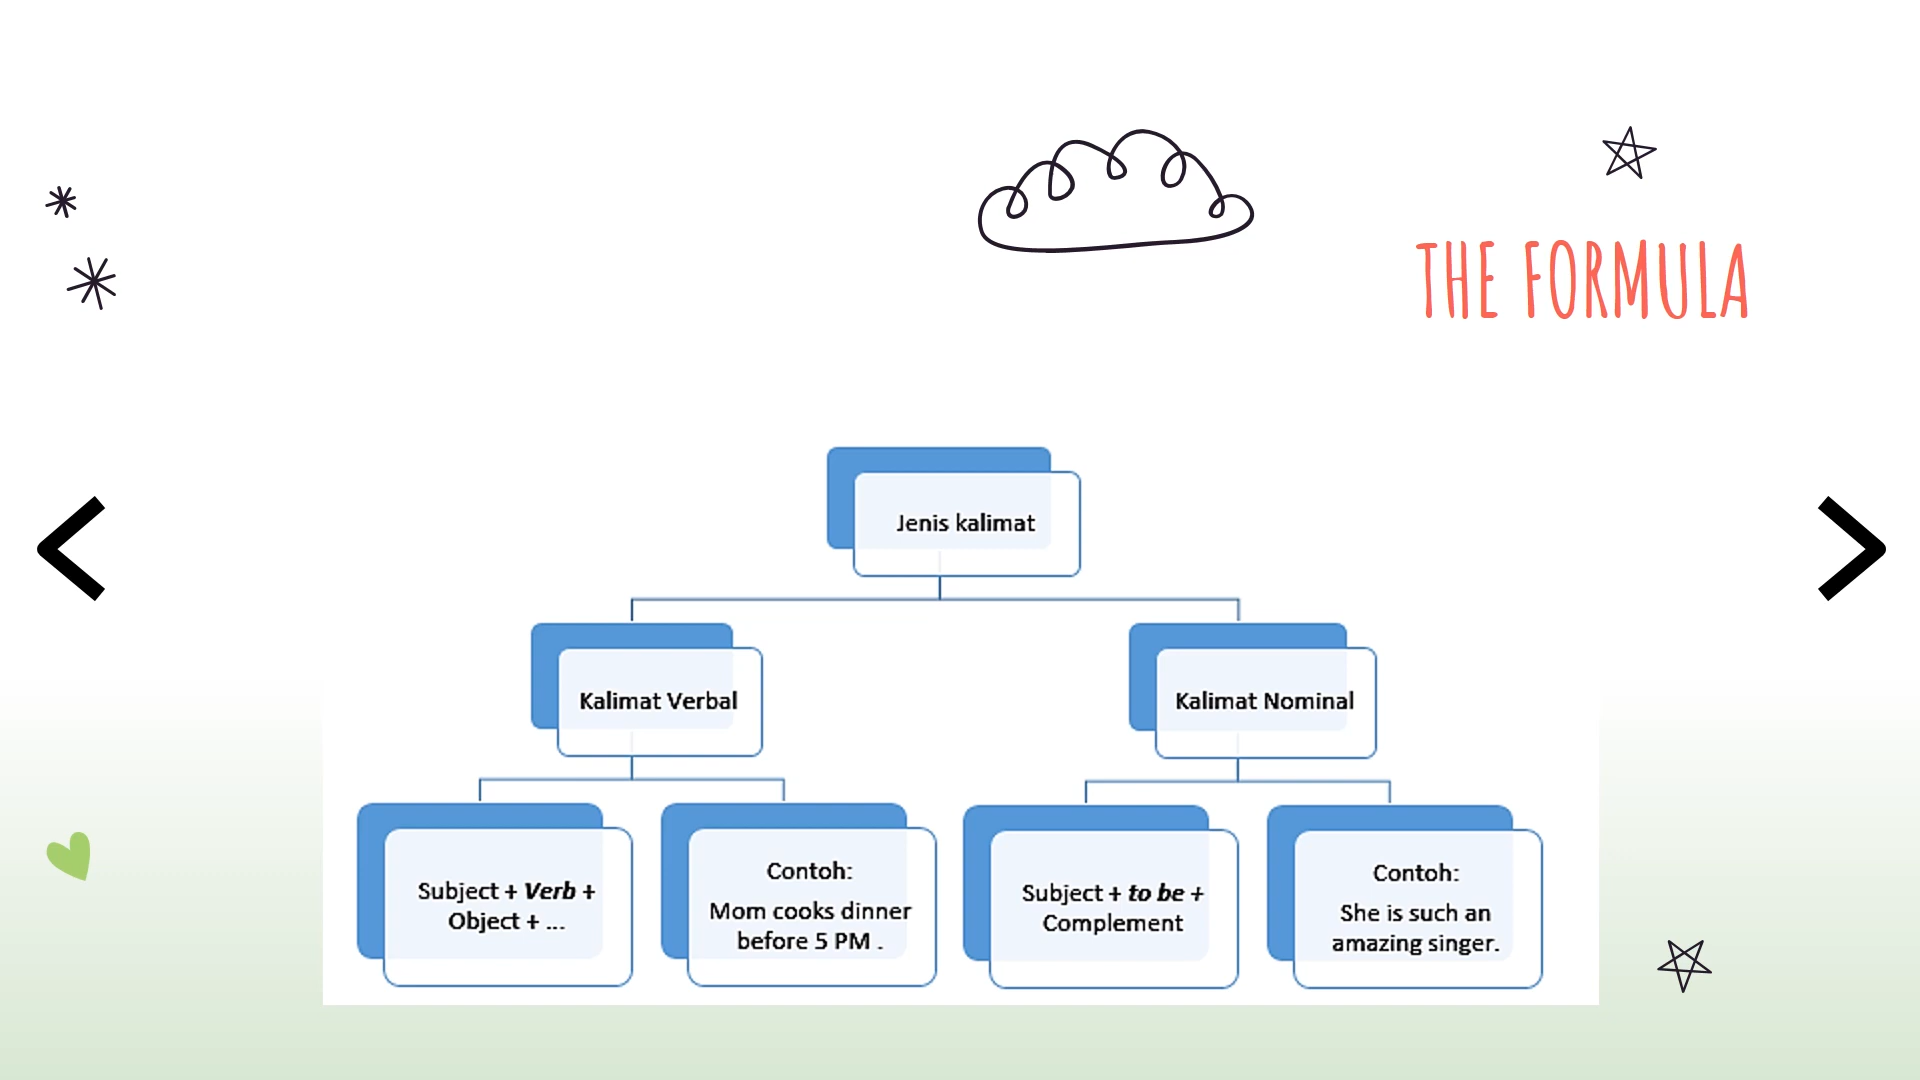 THE FORMULA
Jenis kalimat
Kalimat Verbal
Kalimat Nominal
Subject + Verb +
Object + ...
Contoh:
Mom cooks dinner
before 5 PM .
Subject + to be +
Complement
Contoh:
She is such an
amazing singer.